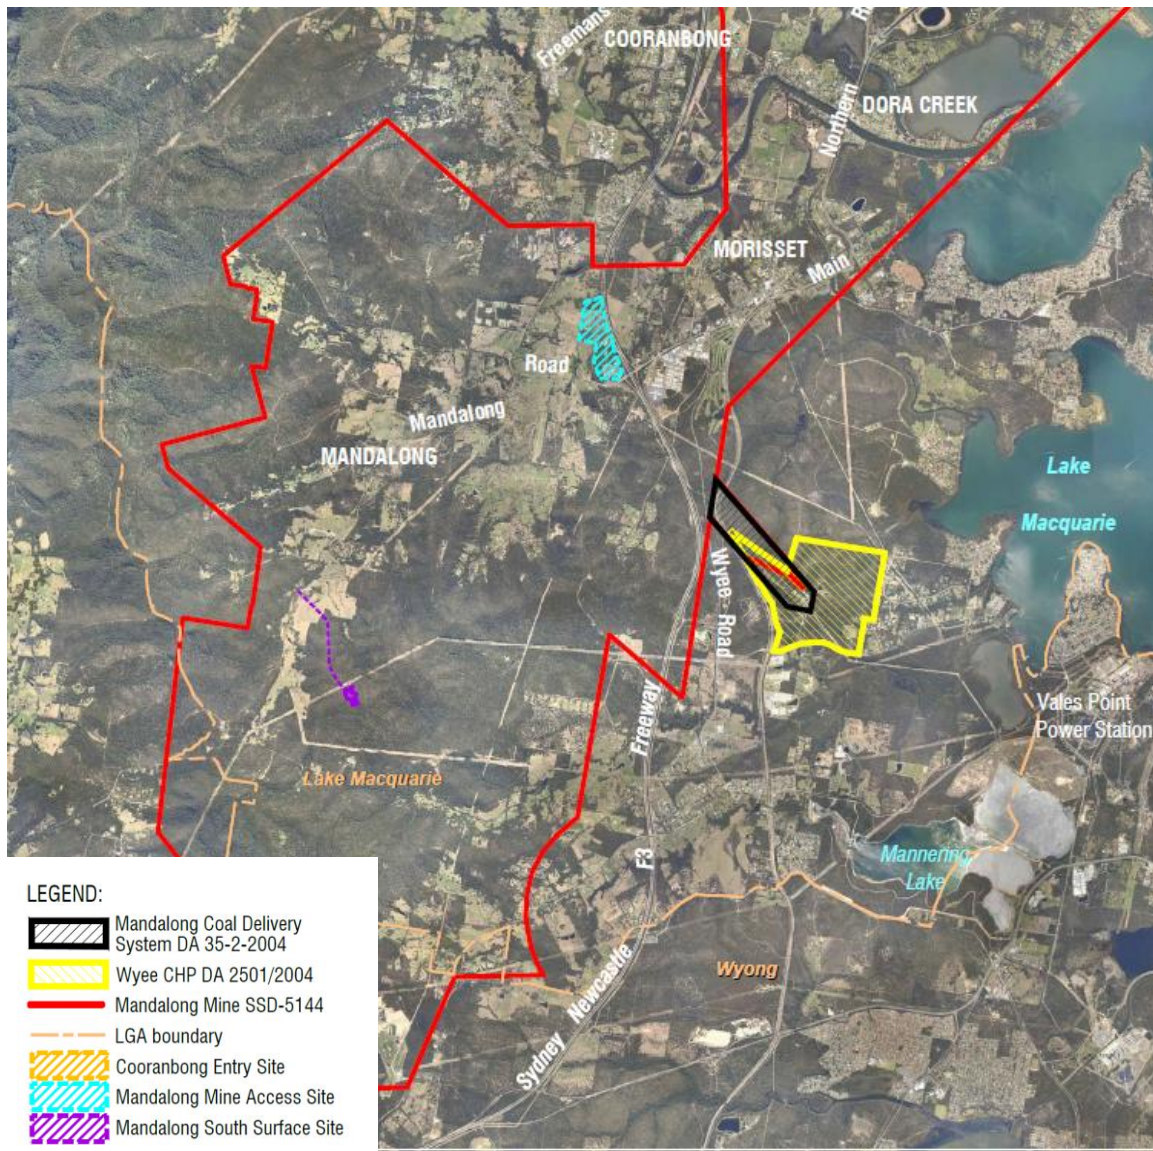 Freemans
COORANBONG
Northern
DORA CREEK
MORISSET
Main
Road
Mandalong
MANDALONG
Lake
Macquarie
Wyee Road
Vales Point
Power Station
Freeway
Lake Macquarie
F3
Mannering
Lake
Wyong
Newcastle
Sydney
LEGEND:
Mandalong Coal Delivery
System DA 35-2-2004
Wyee CHP DA 2501/2004
Mandalong Mine SSD-5144
LGA boundary
Cooranbong Entry Site
Mandalong Mine Access Site
Mandalong South Surface Site